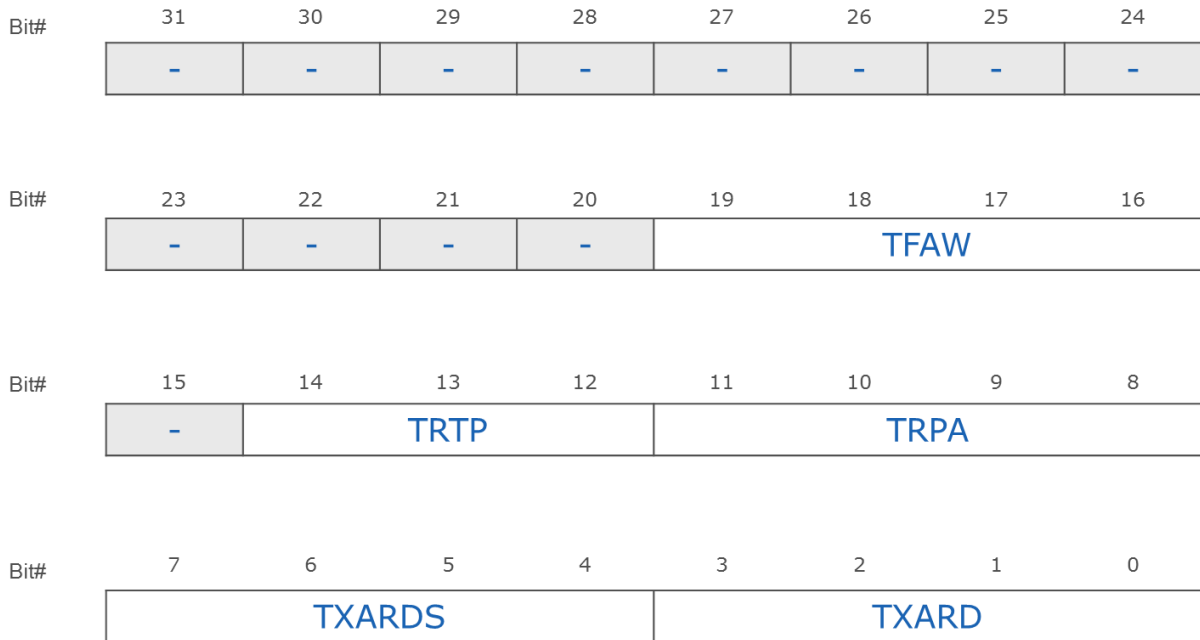 Bit# 31 30 29 28 27 26 25 24
- - - - - - - -
Bit# 23 22 21 20 19 18 17 16
- - - - TFAW
Bit# 15 14 13 12 11 10 9 8
- TRTP TRPA
Bit# 7 6 5 4 3 2 1 0
TXARDS TXARD